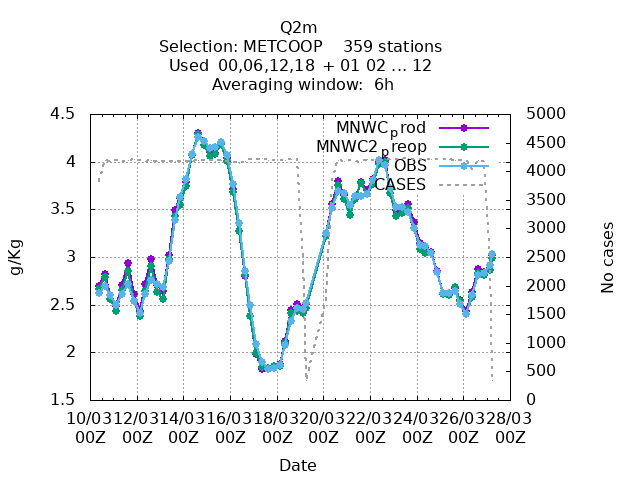 Q2m
Selection: METCOOP    359 stations
Used  00,06,12,18 + 01 02 ... 12
Averaging window:  6h
4.5 5000
MNWC_prod
4500
MNWC2_preop
4 OBS 4000
CASES
3.5 3500
3000
g/Kg 3 2500 No cases
2.5 2000
1500
2 1000
500
1.5 0
10/03 12/03 14/03 16/03 18/03 20/03 22/03 24/03 26/03 28/03
00Z 00Z 00Z 00Z 00Z 00Z 00Z 00Z 00Z 00Z
Date